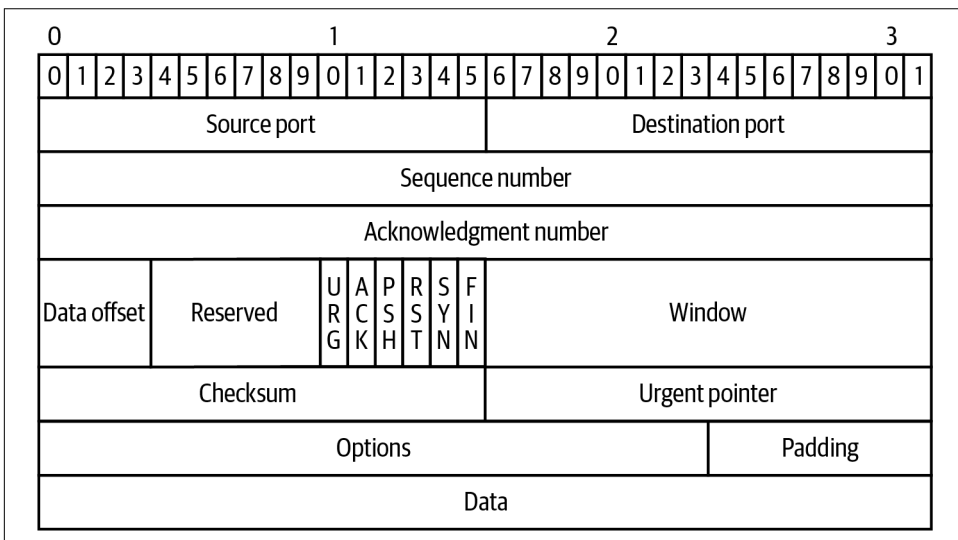 0 1 2 3
0 1 2 3 4 5 6 7 8 9 0 1 2 3 4 5 6 7 8 9 0 1 2 3 4 5 6 7 8 9 0 1
Source port Destination port
Sequence number
Acknowledgment number
Data offset Reserved URG ACK PSH RST SYN FIN Window
Checksum Urgent pointer
Options Padding
Data